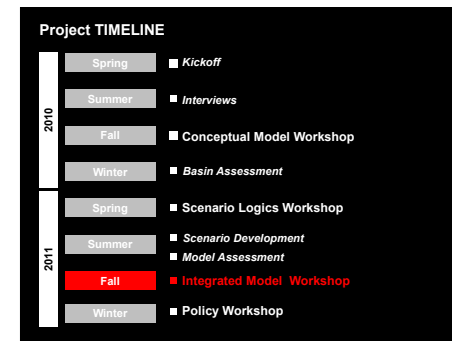 Project TIMELINE
2010
Spring
Kickoff
Summer
Interviews
Fall
Conceptual Model Workshop
Winter
Basin Assessment
2011
Spring
Scenario Logics Workshop
Summer
Scenario Development
Model Assessment
Fall
Integrated Model Workshop
Winter
Policy Workshop